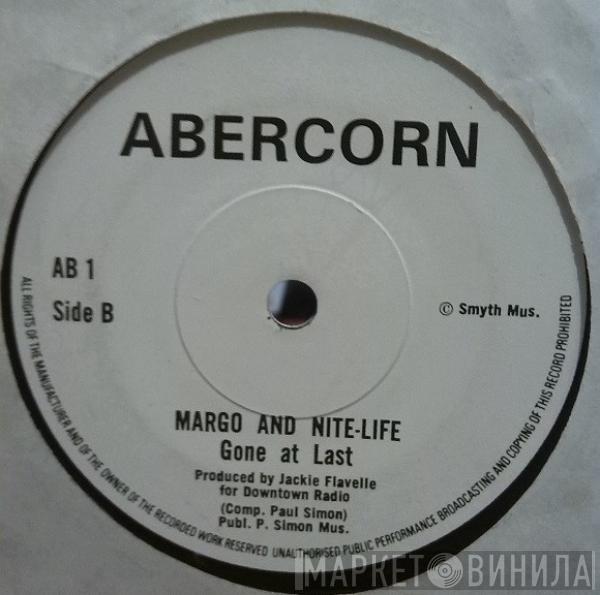 ABERCORN
AB 1
Side B
© Smyth Mus.
MARGO AND NITE-LIFE
Gone at Last
Produced by Jackie Flavelle
for Downtown Radio
(Comp. Paul Simon)
Publ. P. Simon Mus.
ALL RIGHTS OF THE MANUFACTURER AND OF THE OWNER OF THE RECORDED WORK RESERVED UNAUTHORISED PUBLIC PERFORMANCE BROADCASTING AND COPYING OF THIS RECORD PROHIBITED
МАРКЕТ ВИНИЛА